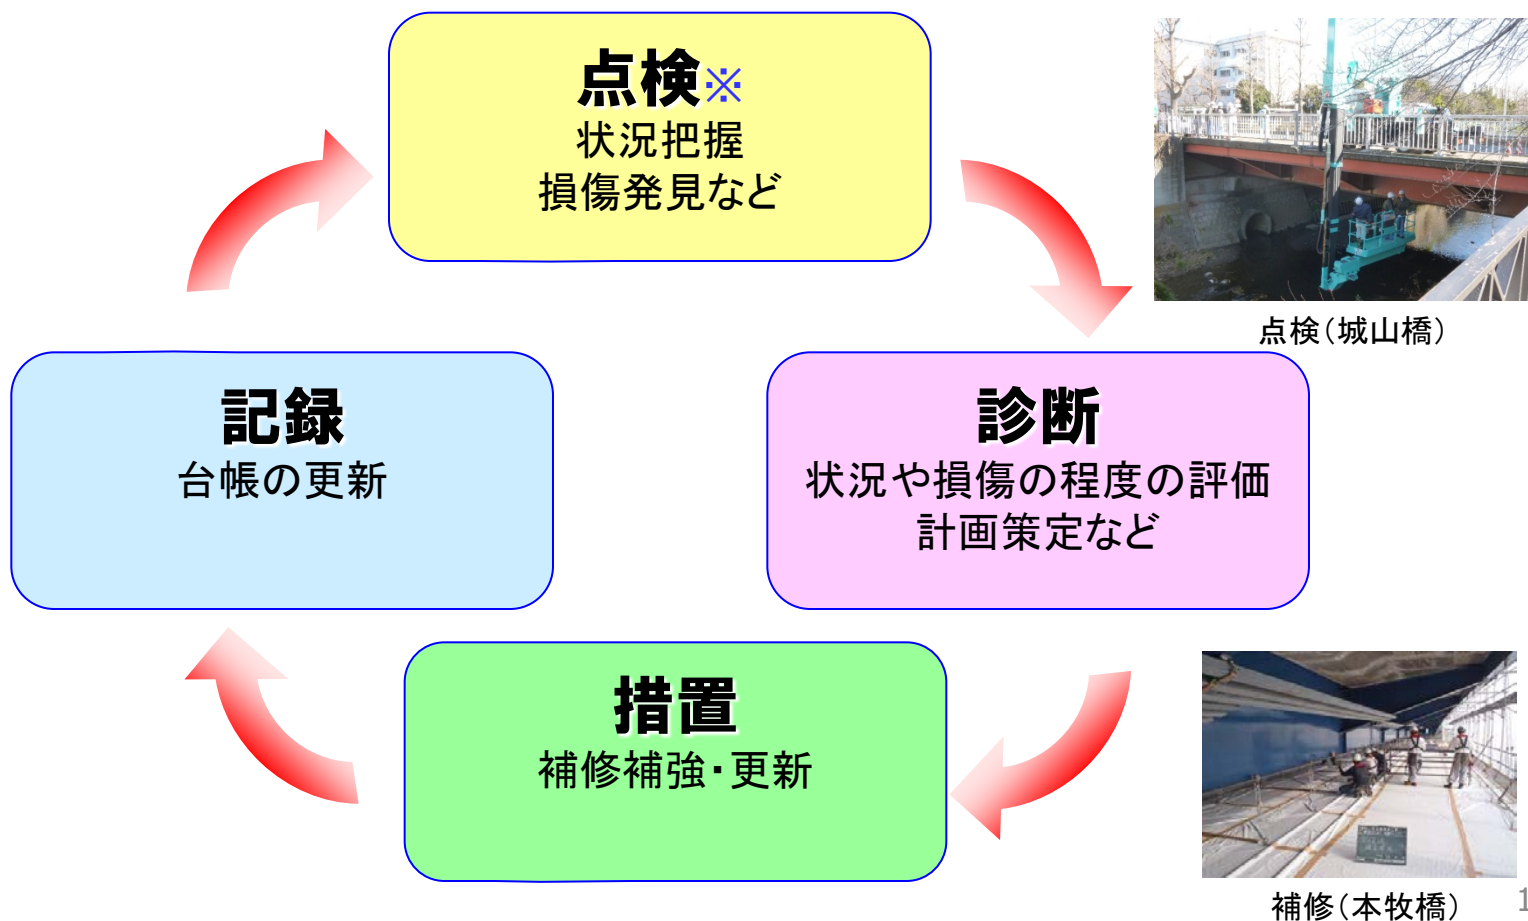 点検※
状況把握
損傷発見など
点検（城山橋）
記録
台帳の更新
診断
状況や損傷の程度の評価
計画策定など
措置
補修補強・更新
補修（本牧橋）
1